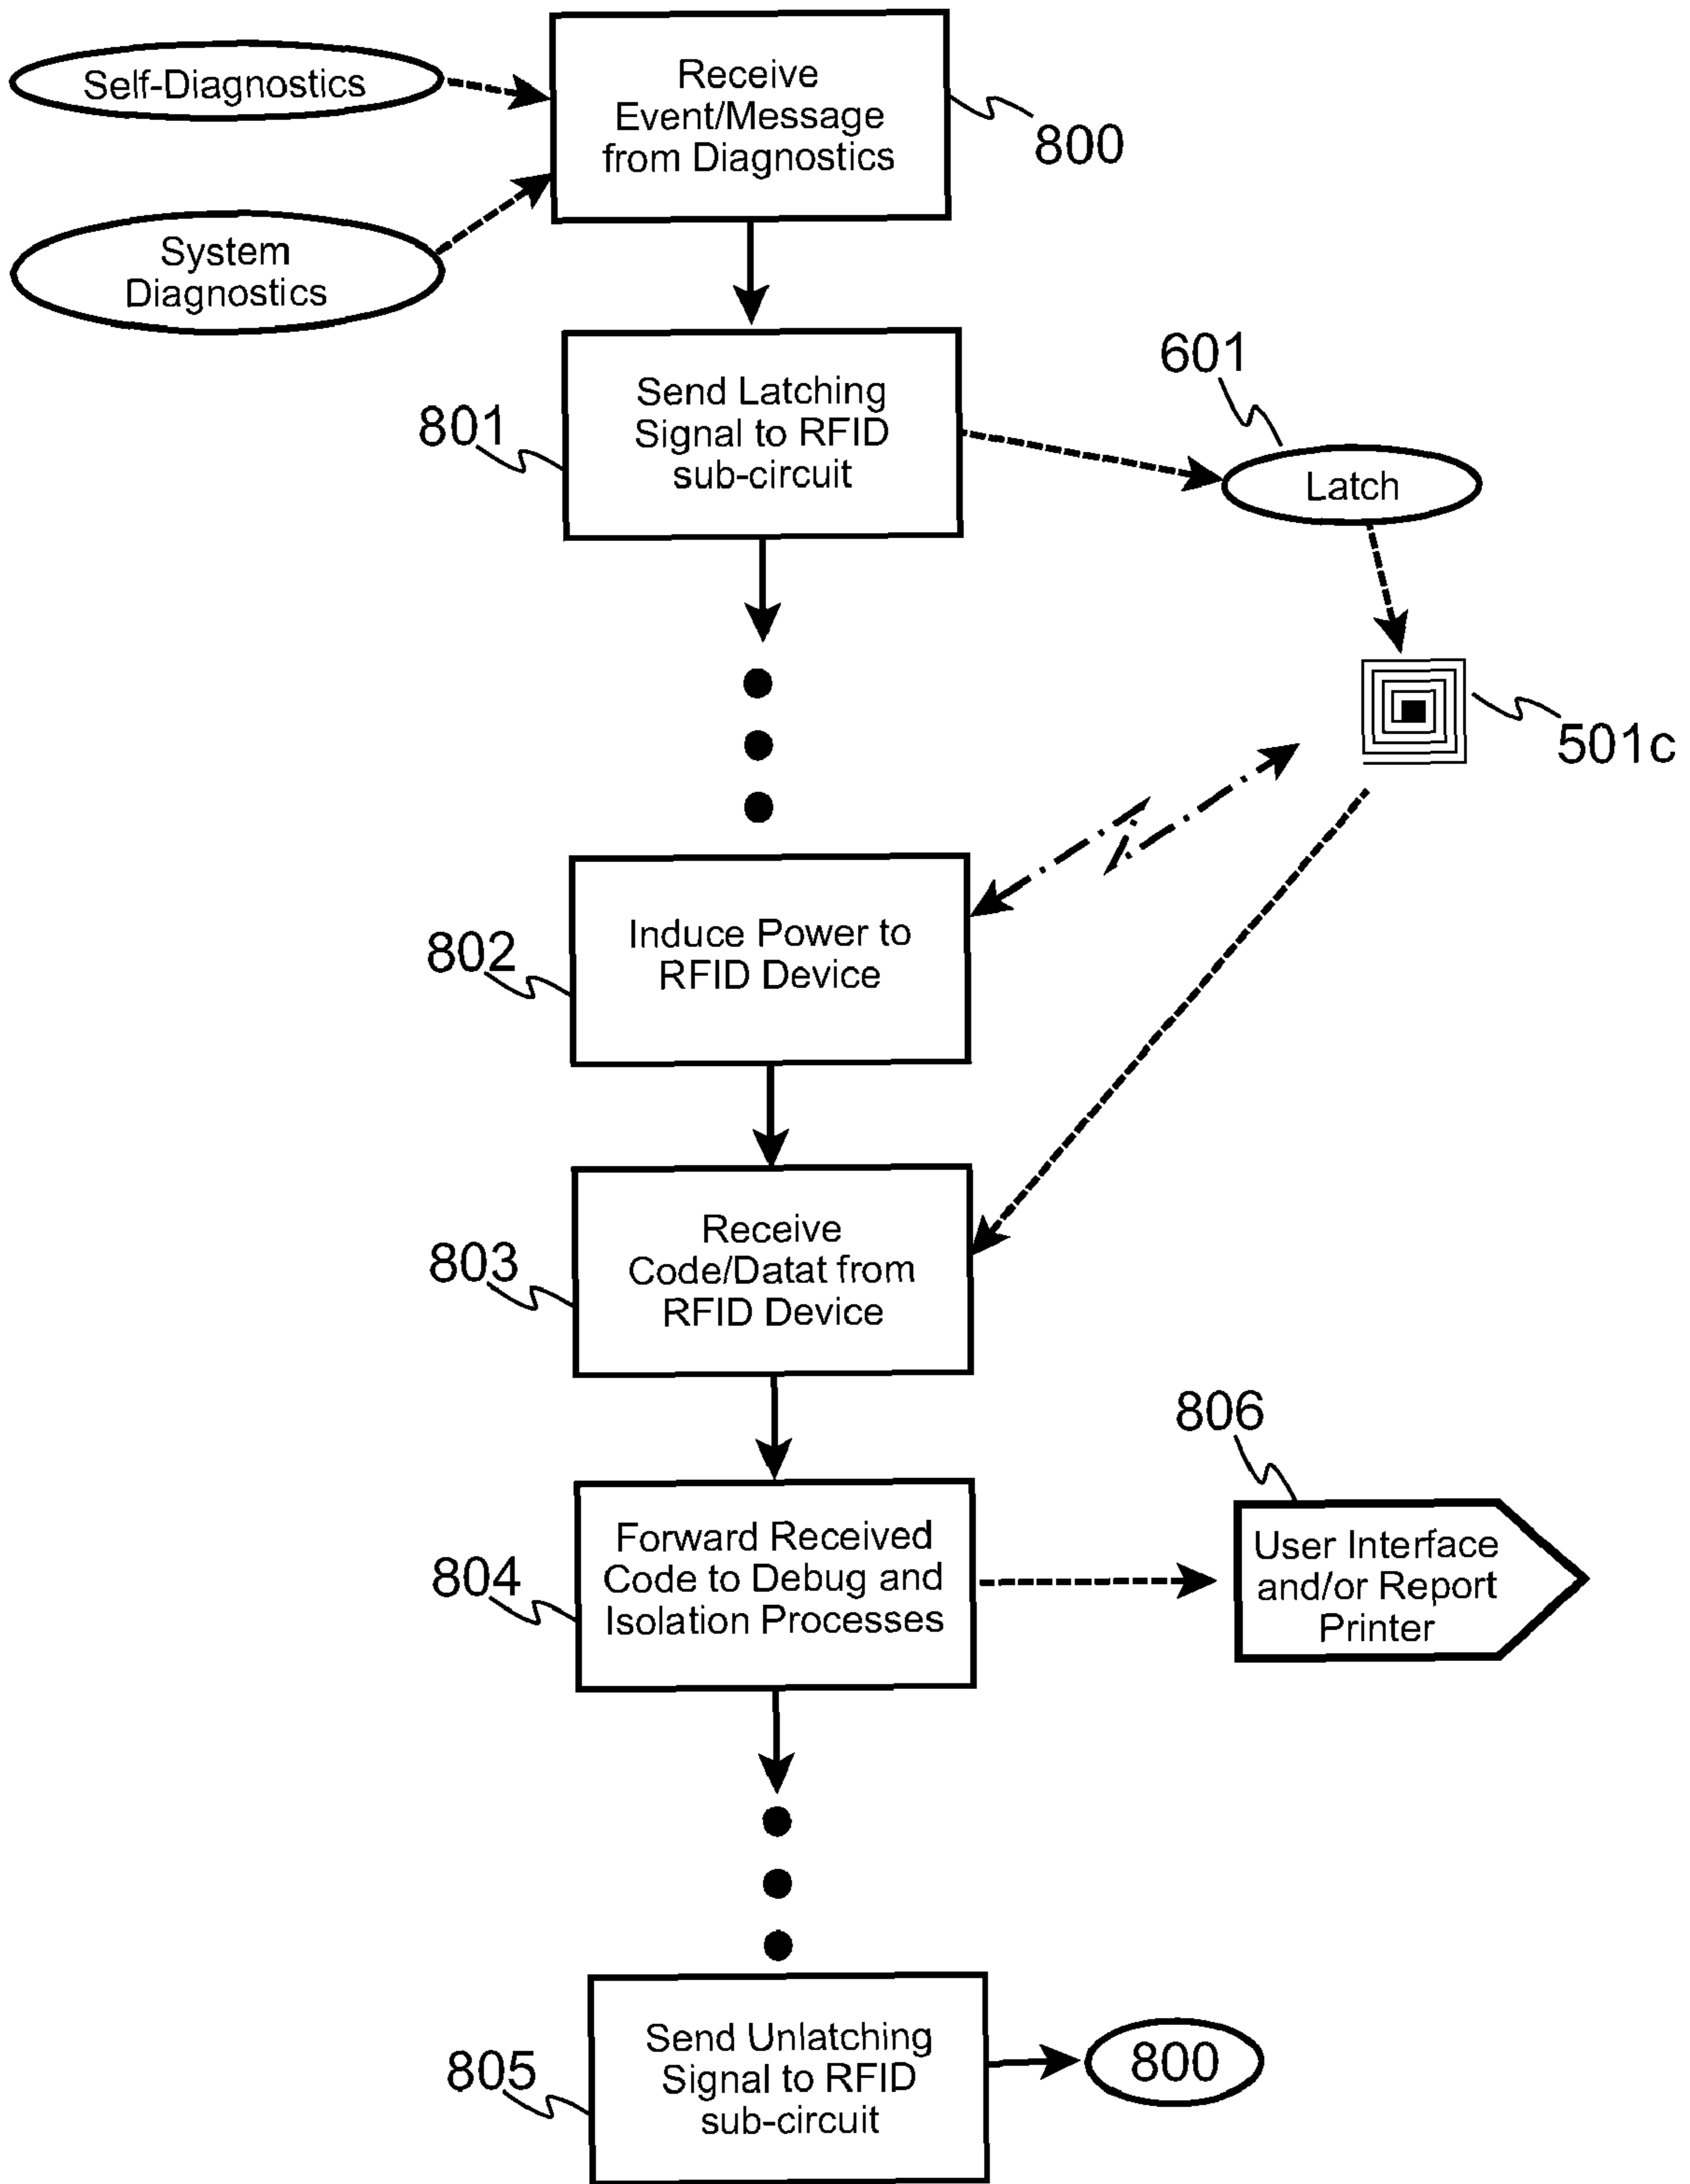 Self-Diagnostics
Receive
Event/Message
from Diagnostics
800
System
Diagnostics
Send Latching
Signal to RFID
sub-circuit
801
601
Latch
501c
Induce Power to
RFID Device
802
Receive
Code/Datat from
RFID Device
803
Forward Received
Code to Debug and
Isolation Processes
804
806
User Interface
and/or Report
Printer
Send Unlatching
Signal to RFID
sub-circuit
805
800